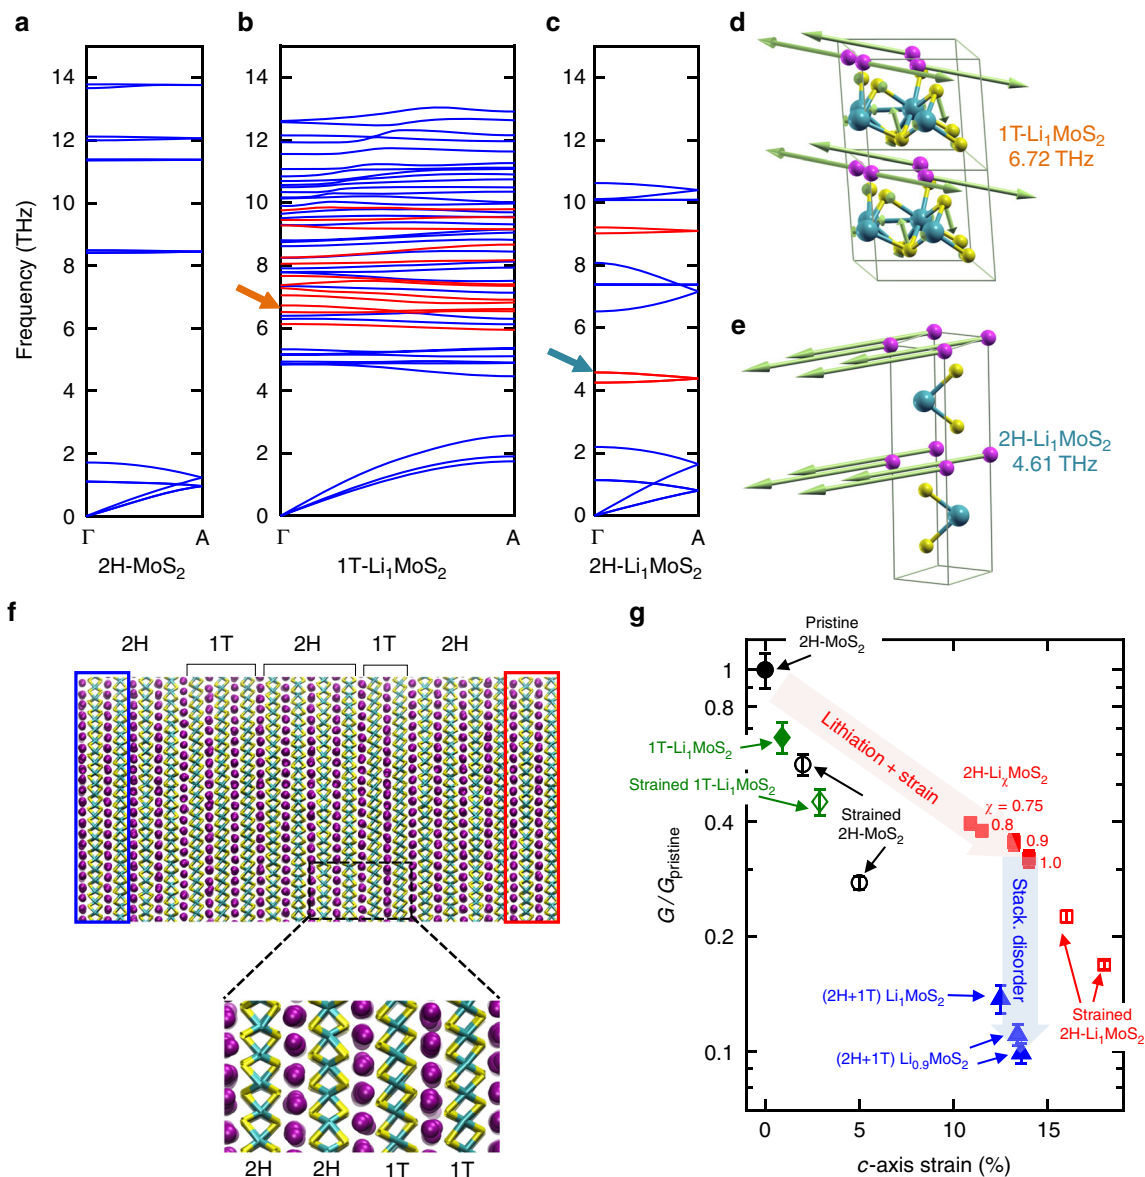 a
b
c
d
e
f
g
Frequency (THz)
14
12
10
8
6
4
2
0
Γ
A
2H-MoS₂
14
12
10
8
6
4
2
0
Γ
A
1T-Li₁MoS₂
14
12
10
8
6
4
2
0
Γ
A
2H-Li₁MoS₂
1T-Li₁MoS₂
6.72 THz
2H-Li₁MoS₂
4.61 THz
2H
1T
2H
1T
2H
2H
2H
1T
1T
G/G_pristine
1
0.8
0.4
0.2
0.1
0
5
10
15
c-axis strain (%)
Pristine
2H-MoS₂
1T-Li₁MoS₂
Strained 1T-Li₁MoS₂
Strained
2H-MoS₂
Lithiation + strain
2H-LiᵪMoS₂
χ = 0.75
0.8
0.9
1.0
Stack. disorder
(2H+1T) Li₁MoS₂
(2H+1T) Li₀.₉MoS₂
Strained
2H-Li₁MoS₂